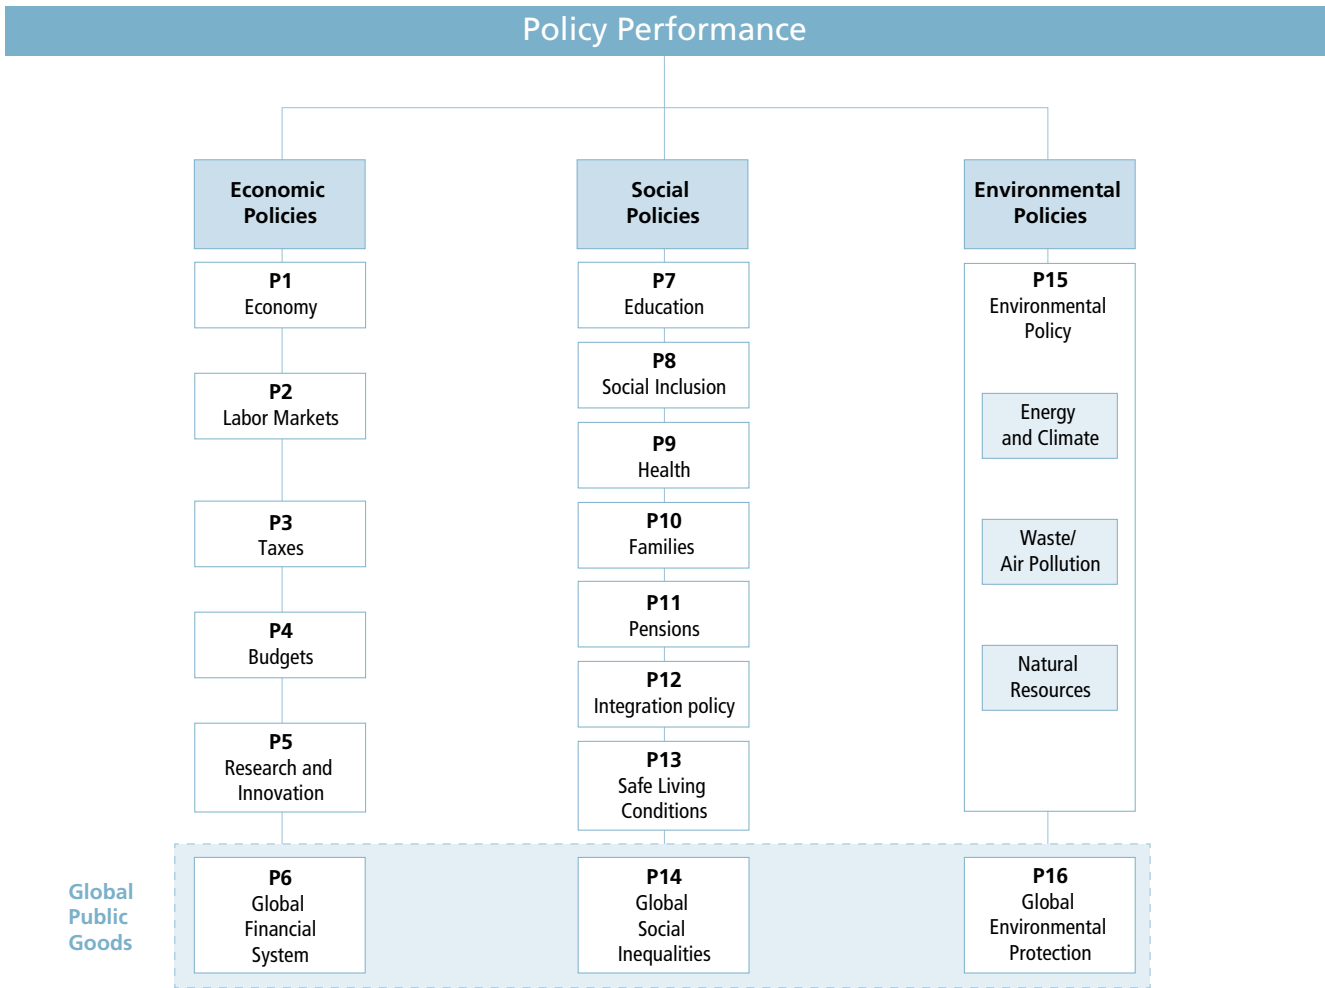 Policy Performance
Economic
Policies
P1
Economy
P2
Labor Markets
P3
Taxes
P4
Budgets
P5
Research and
Innovation
Social
Policies
P7
Education
P8
Social Inclusion
P9
Health
P10
Families
P11
Pensions
P12
Integration policy
P13
Safe Living
Conditions
Environmental
Policies
P15
Environmental
Policy
Energy
and Climate
Waste/
Air Pollution
Natural
Resources
Global
Public
Goods
P6
Global
Financial
System
P14
Global
Social
Inequalities
P16
Global
Environmental
Protection